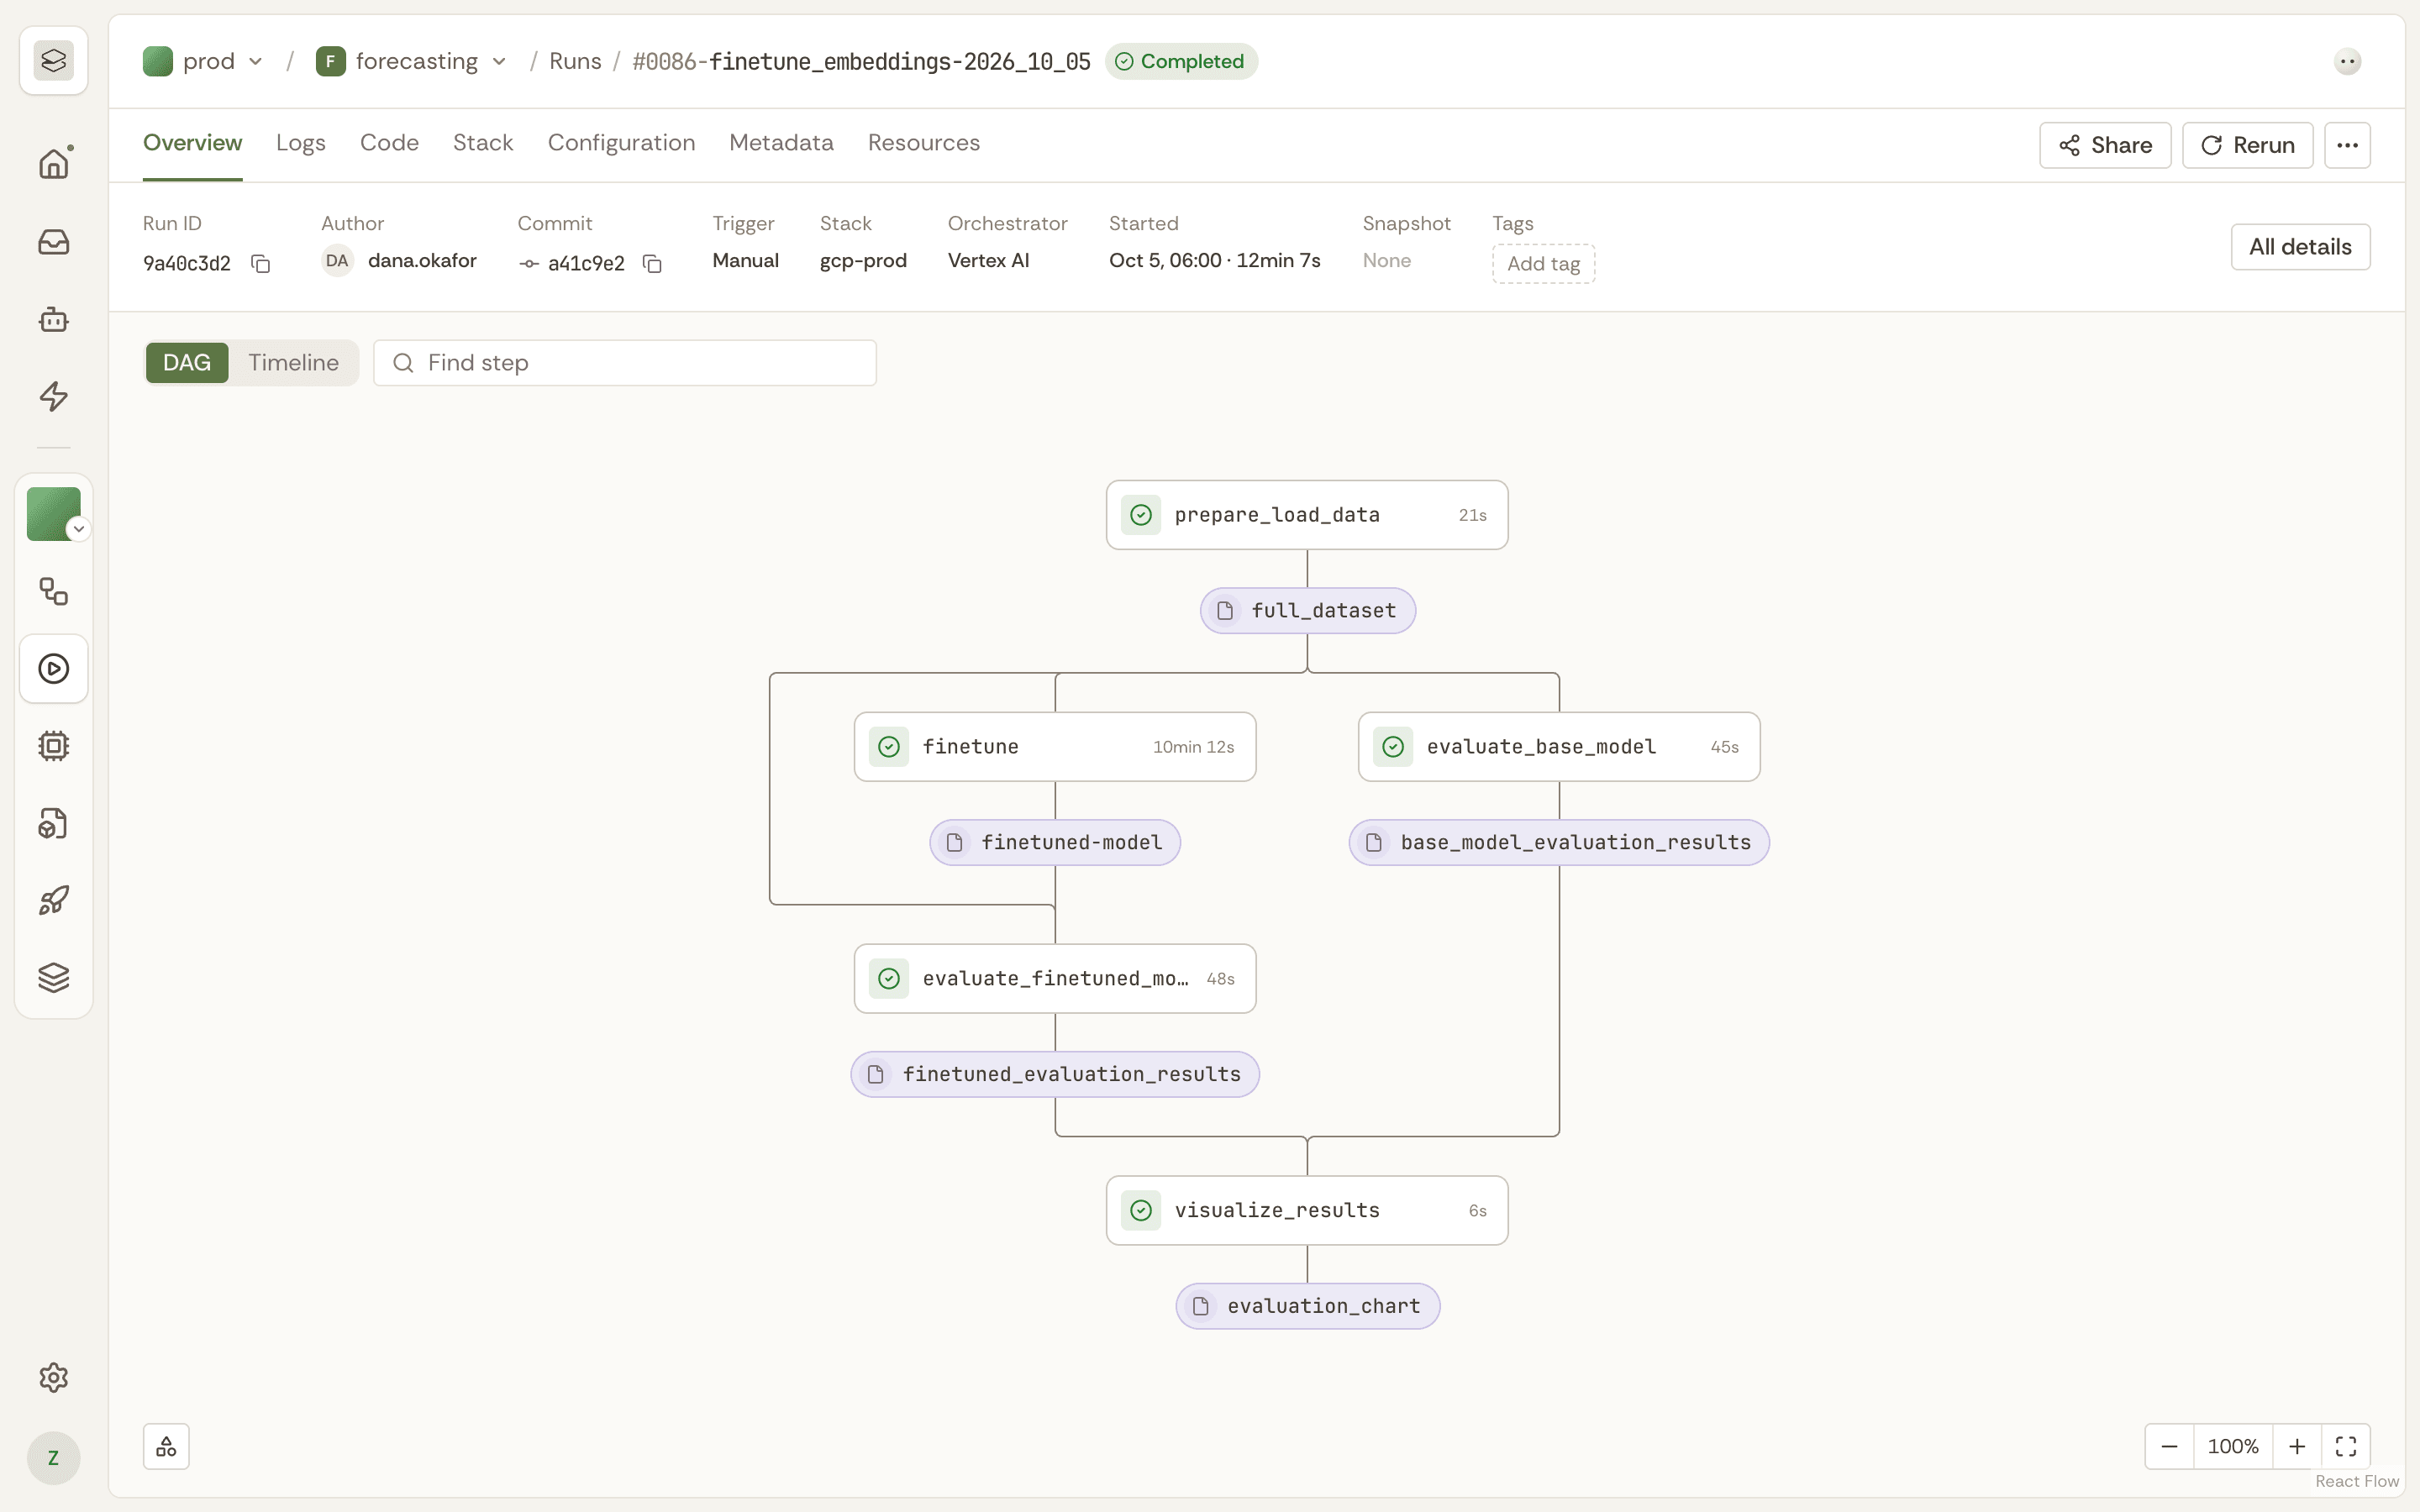 prod / F forecasting / Runs / #0086-finetune_embeddings-2026_10_05 Completed
Overview Logs Code Stack Configuration Metadata Resources Share Rerun
Run ID Author Commit Trigger Stack Orchestrator Started Snapshot Tags
9a40c3d2 DA dana.okafor a41c9e2 Manual gcp-prod Vertex AI Oct 5, 06:00 · 12min 7s None Add tag All details
DAG Timeline Find step
prepare_load_data 21s
full_dataset
finetune 10min 12s evaluate_base_model 45s
finetuned-model base_model_evaluation_results
evaluate_finetuned_mo… 48s
finetuned_evaluation_results
visualize_results 6s
evaluation_chart
Z
100%
React Flow